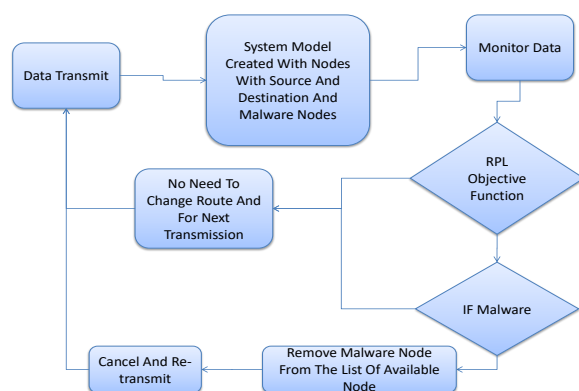 Data Transmit
System Model
Created With Nodes
With Source And
Destination And
Malware Nodes
Monitor Data
RPL
Objective
Function
No Need To
Change Route And
For Next
Transmission
IF Malware
Remove Malware Node
From The List Of Available
Node
Cancel And Re-
transmit